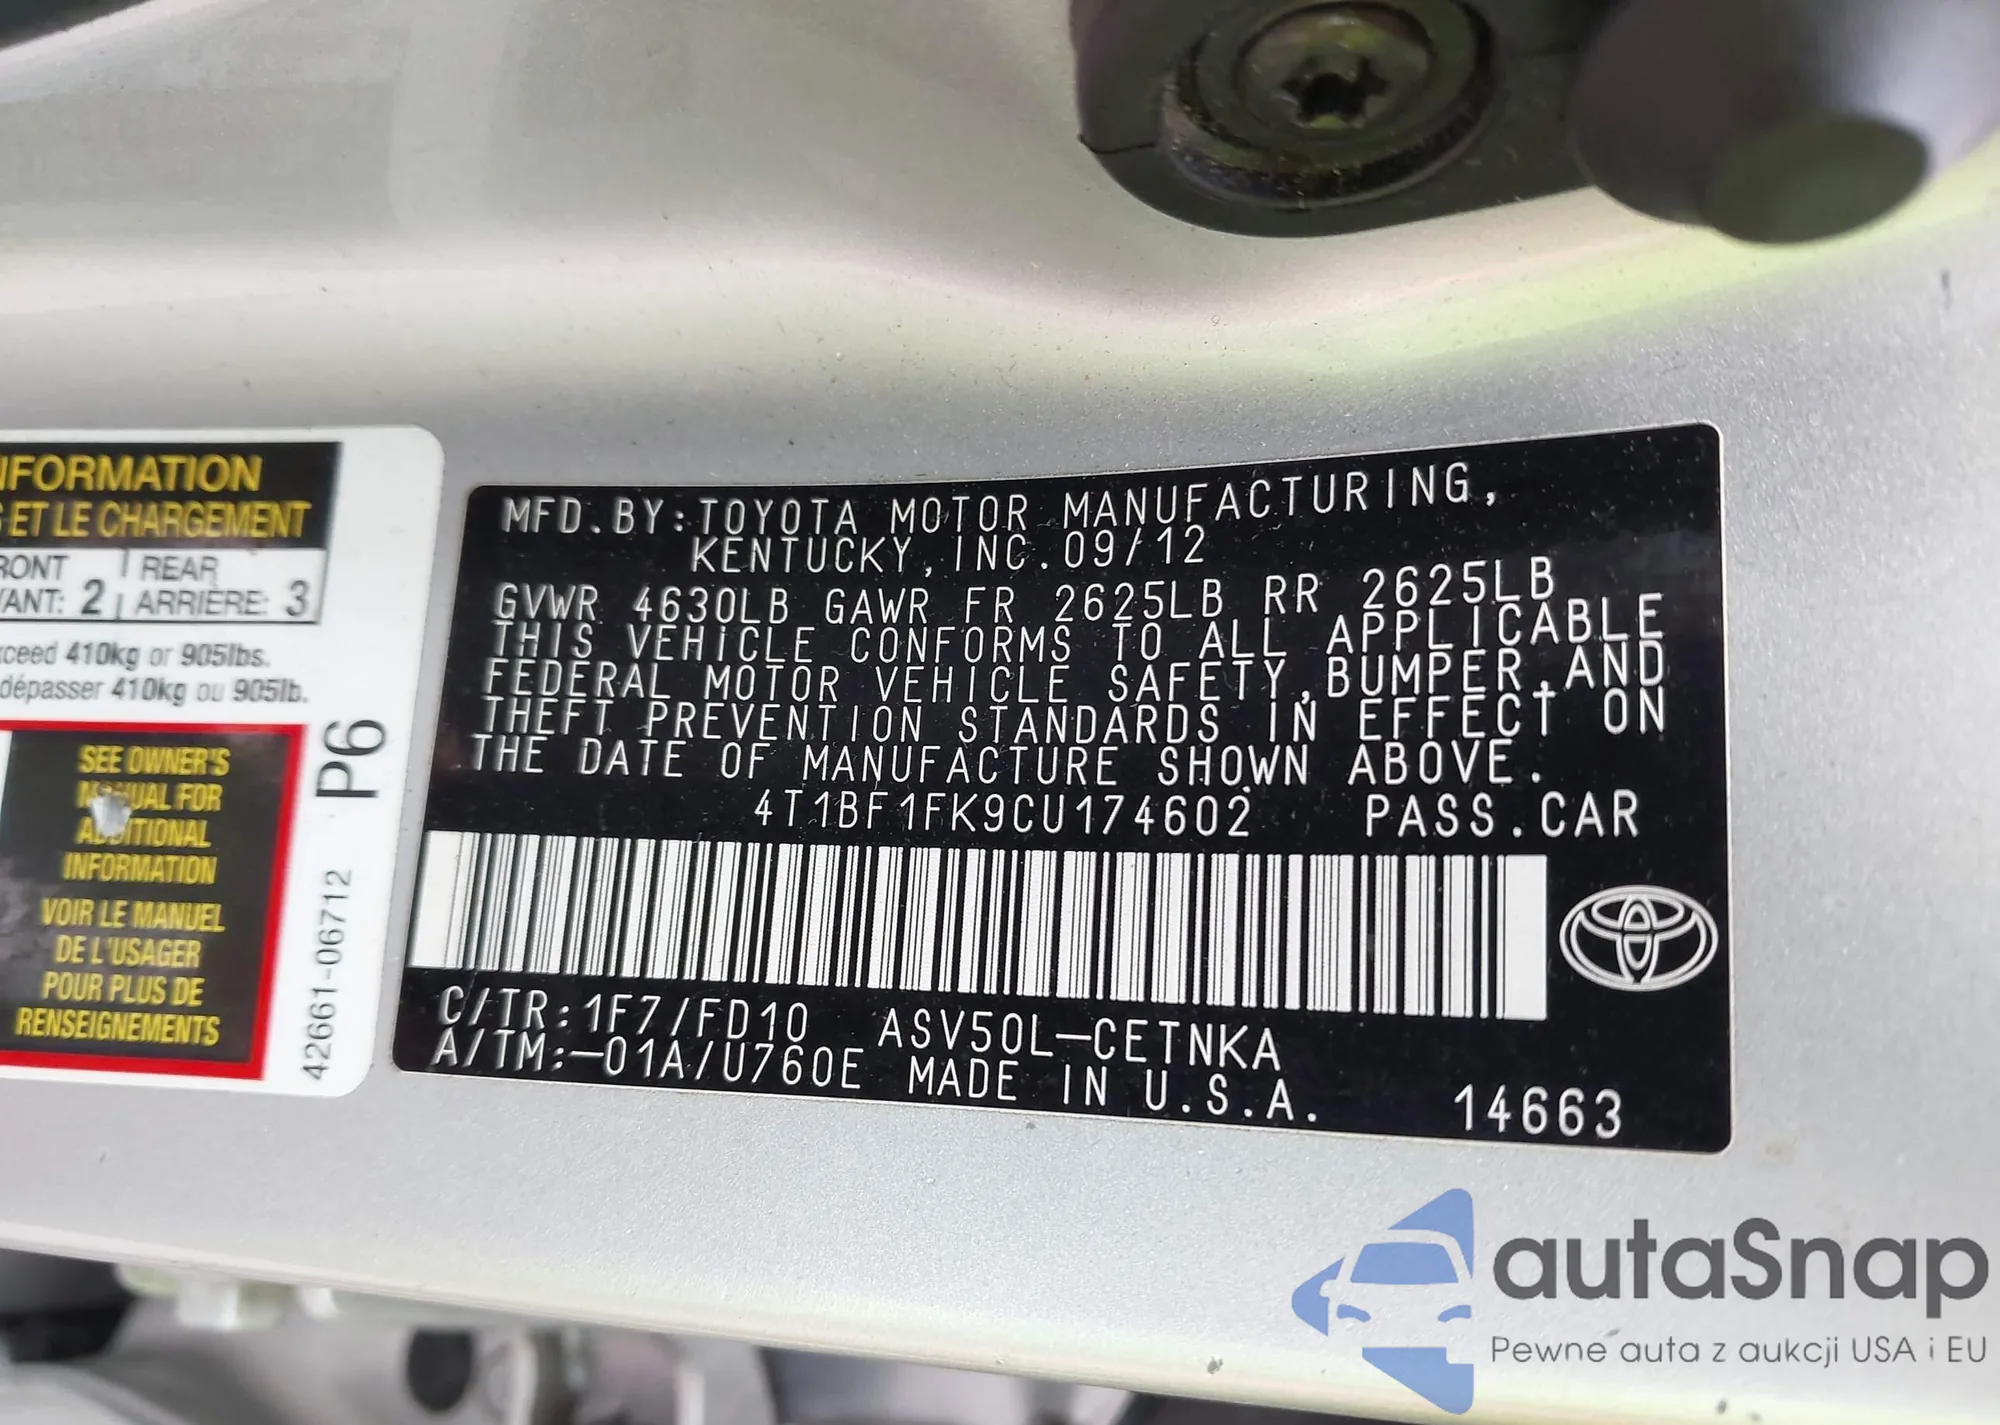 NFORMATION
ET LE CHARGEMENT
REAR
2 ARRIÈRE: 3
410kg or 905lbs.
dépasser 410kg ou 905lb.
SEE OWNER'S
MANUAL FOR
ADDITIONAL
INFORMATION
VOIR LE MANUEL
DE L'USAGER
POUR PLUS DE
RENSEIGNEMENTS
P6
42661-06712
MFD.BY:TOYOTA MOTOR MANUFACTURING,
KENTUCKY,INC.09/12
GVWR 4630LB GAWR FR 2625LB RR 2625LB
THIS VEHICLE CONFORMS TO ALL APPLICABLE
FEDERAL MOTOR VEHICLE SAFETY,BUMPER,AND
THEFT PREVENTION STANDARDS IN EFFECT ON
THE DATE OF MANUFACTURE SHOWN ABOVE.
4T1BF1FK9CU174602 PASS.CAR
C/TR:1F7/FD10 ASV50L-CETNKA
A/TM:-01A/U760E MADE IN U.S.A. 14663
autaSnap
Pewne auta z aukcji USA i EU